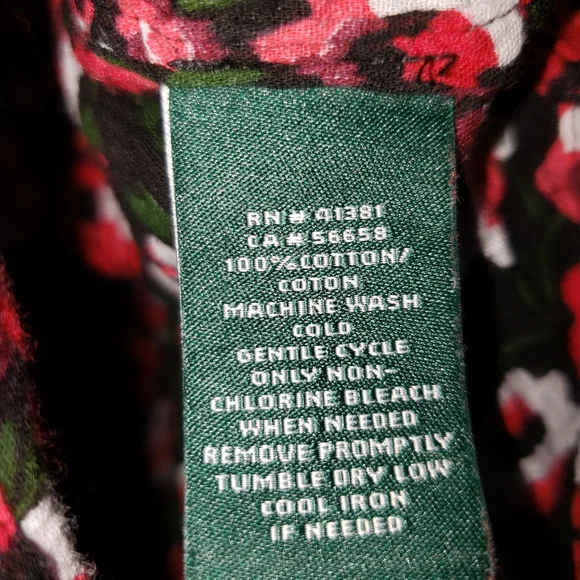 RN # 41381
CA # 56658
100% COTTON/
COTON
MACHINE WASH
COLD
GENTLE CYCLE
ONLY NON-
CHLORINE BLEACH
WHEN NEEDED
REMOVE PROMPTLY
TUMBLE DRY LOW
COOL IRON
IF NEEDED